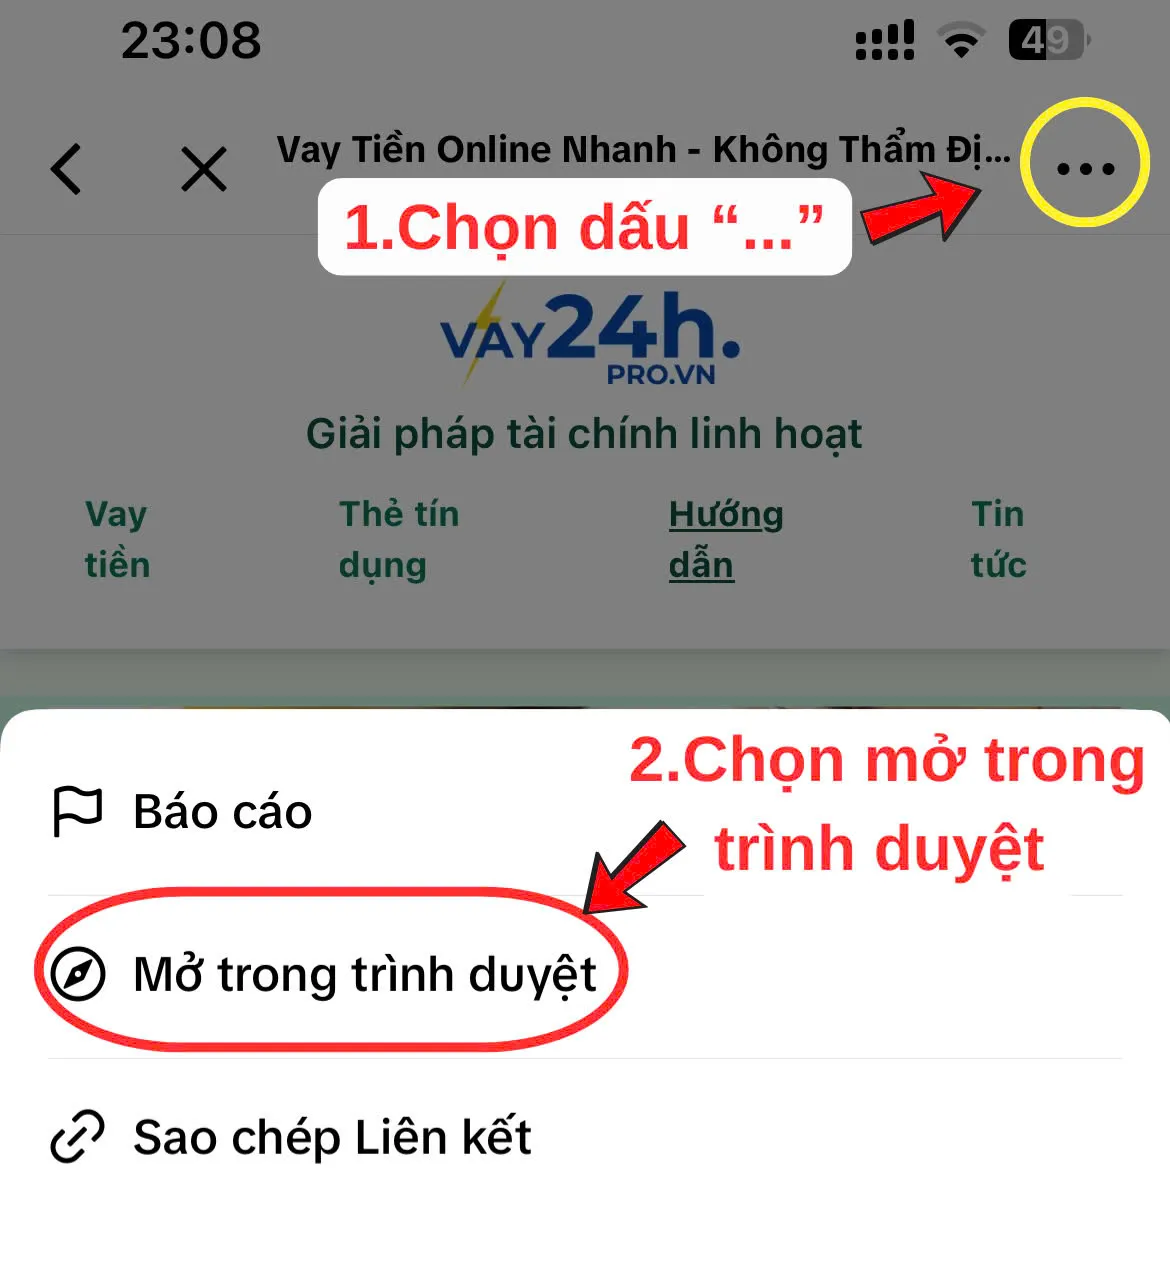 23:08
49
Vay Tiền Online Nhanh - Không Thẩm Đị...
1.Chọn dấu “...”
VAY24h.
PRO.VN
Giải pháp tài chính linh hoạt
Vay tiền
Thẻ tín dụng
Hướng dẫn
Tin tức
2.Chọn mở trong
trình duyệt
Báo cáo
Mở trong trình duyệt
Sao chép Liên kết